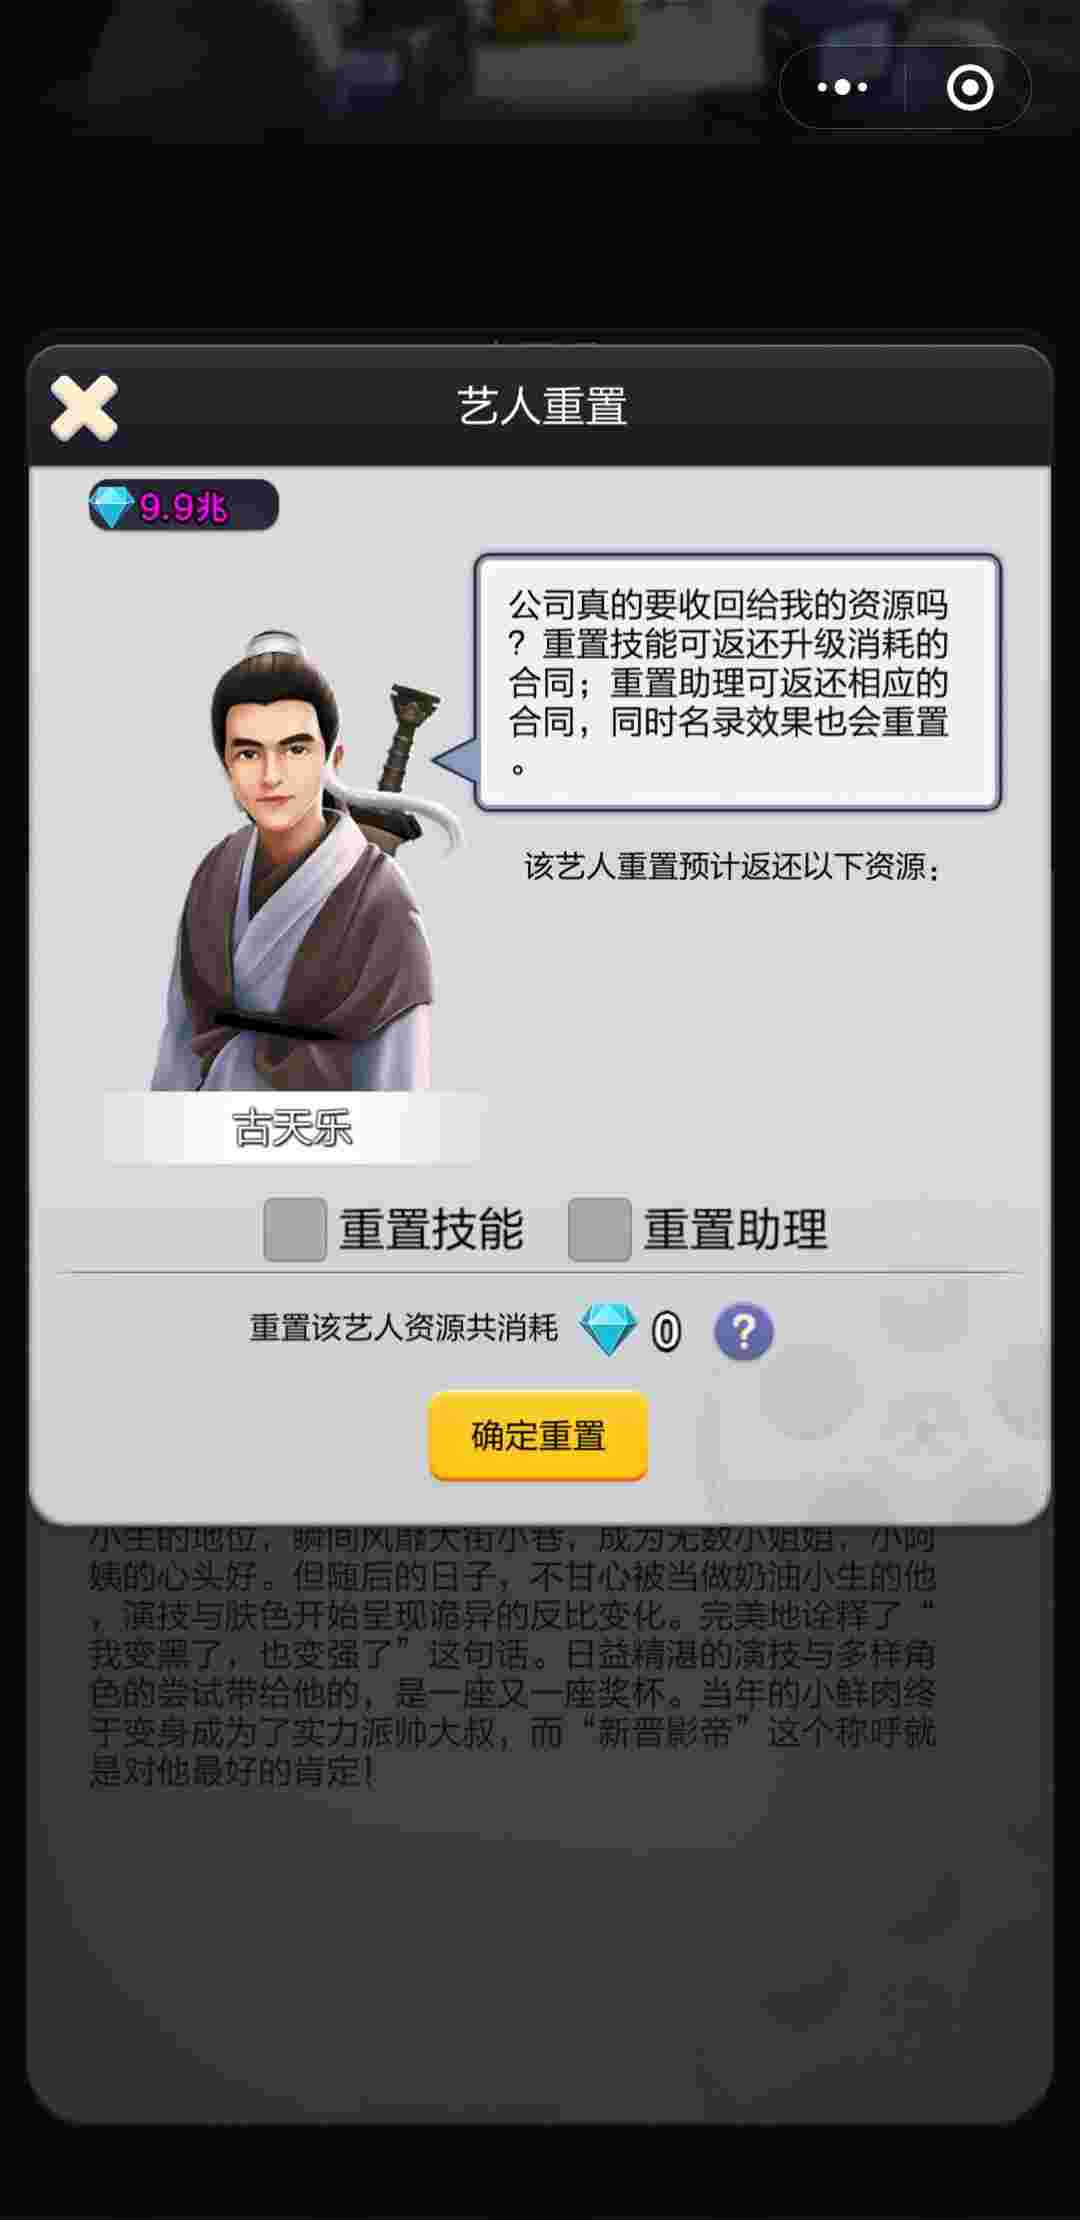 艺人重置
9.9兆
公司真的要收回给我的资源吗
？重置技能可返还升级消耗的
合同；重置助理可返还相应的
合同，同时名录效果也会重置
。
该艺人重置预计返还以下资源：
古天乐
重置技能 重置助理
重置该艺人资源共消耗 0 ?
确定重置
小生的地位，瞬间风靡大街小巷，成为无数小姐姐，小阿
姨的心头好。但随后的日子，不甘心被当做奶油小生的他
，演技与肤色开始呈现诡异的反比变化。完美地诠释了“
我变黑了，也变强了”这句话。日益精湛的演技与多样角
色的尝试带给他的，是一座又一座奖杯。当年的小鲜肉终
于变身成为了实力派帅大叔，而“新晋影帝”这个称呼就
是对他最好的肯定！